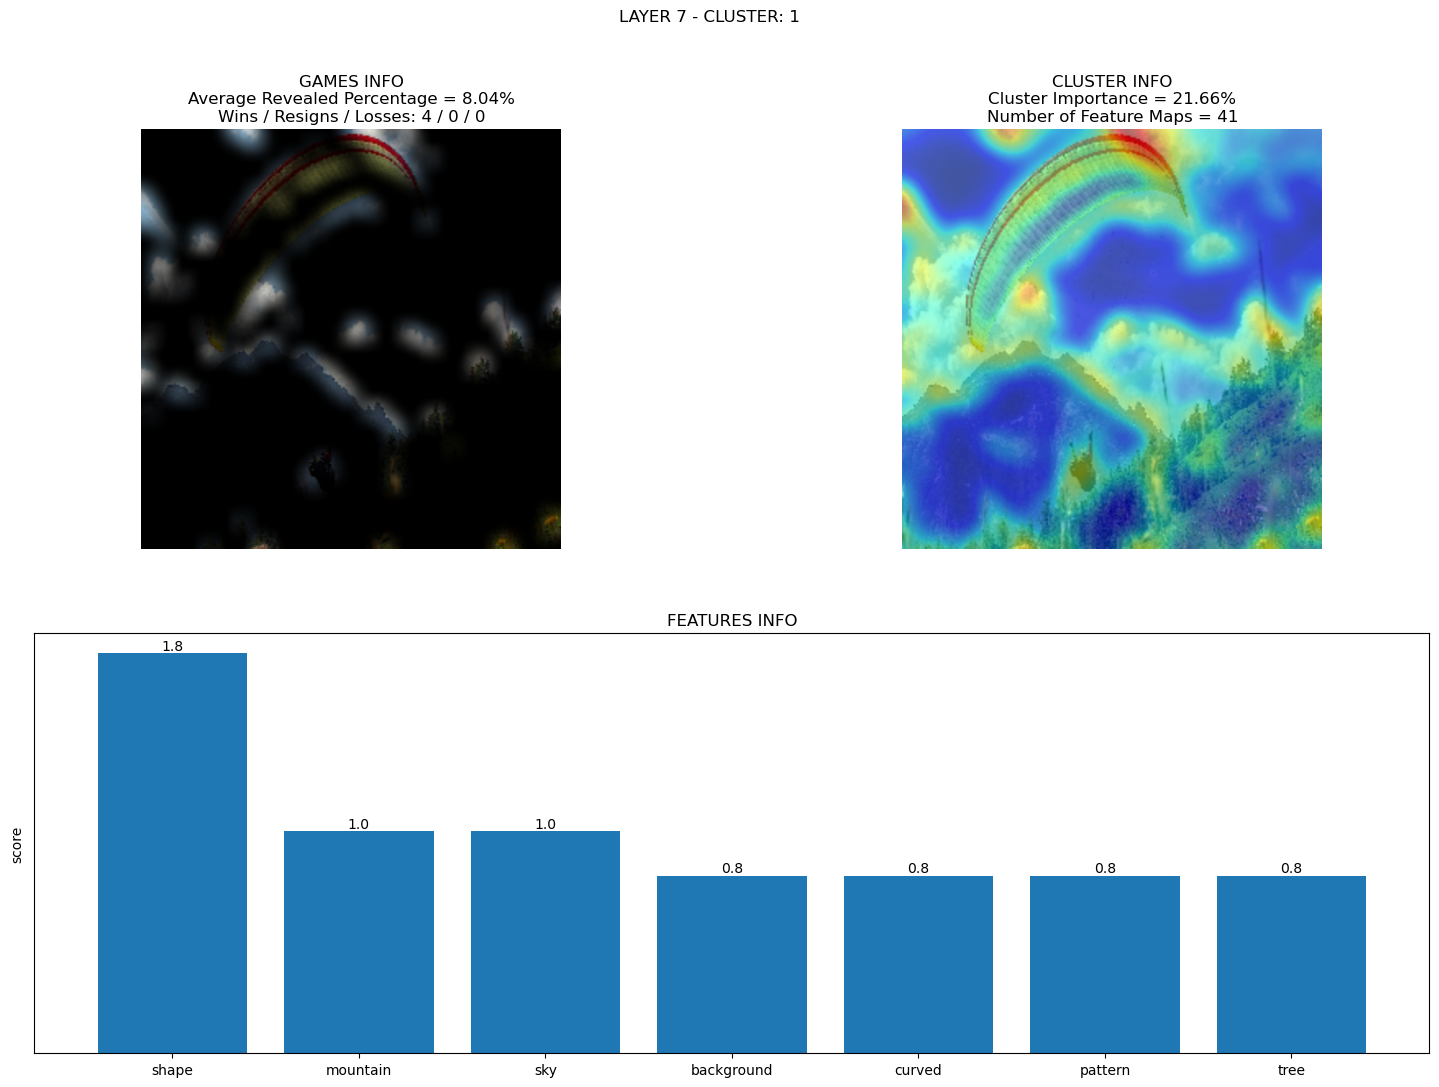 LAYER 7 - CLUSTER: 1
GAMES INFO
Average Revealed Percentage = 8.04%
Wins / Resigns / Losses: 4 / 0 / 0
CLUSTER INFO
Cluster Importance = 21.66%
Number of Feature Maps = 41
FEATURES INFO
score
1.8
1.0
1.0
0.8
0.8
0.8
0.8
shape
mountain
sky
background
curved
pattern
tree